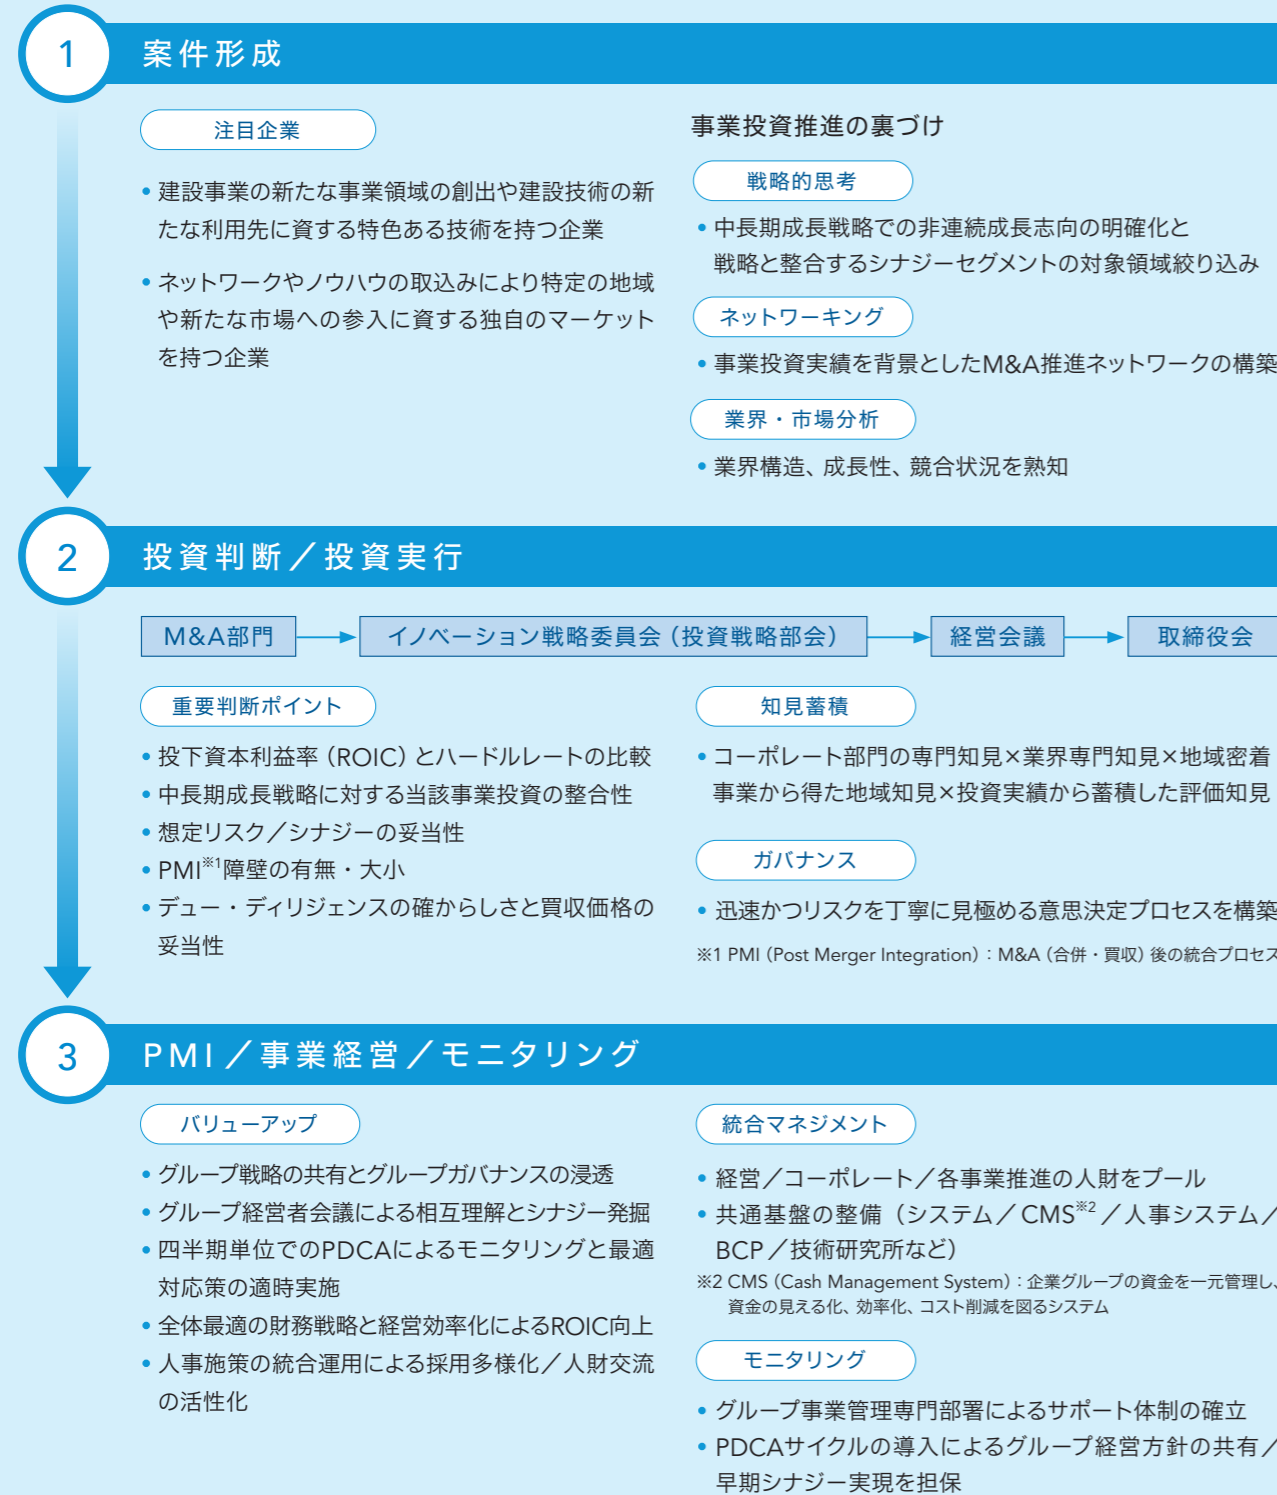 1
案件形成
注目企業
• 建設事業の新たな事業領域の創出や建設技術の新
たな利用先に資する特色ある技術を持つ企業
• ネットワークやノウハウの取込みにより特定の地域
や新たな市場への参入に資する独自のマーケット
を持つ企業
事業投資推進の裏づけ
戦略的思考
• 中長期成長戦略での非連続成長志向の明確化と
戦略と整合するシナジーセグメントの対象領域絞り込み
ネットワーキング
• 事業投資実績を背景としたM&A推進ネットワークの構築
業界・市場分析
• 業界構造、成長性、競合状況を熟知
2
投資判断／投資実行
M&A部門
イノベーション戦略委員会（投資戦略部会）
経営会議
取締役会
重要判断ポイント
• 投下資本利益率（ROIC）とハードルレートの比較
• 中長期成長戦略に対する当該事業投資の整合性
• 想定リスク／シナジーの妥当性
• PMI※1障壁の有無・大小
• デュー・ディリジェンスの確からしさと買収価格の
妥当性
知見蓄積
• コーポレート部門の専門知見×業界専門知見×地域密着
事業から得た地域知見×投資実績から蓄積した評価知見
ガバナンス
• 迅速かつリスクを丁寧に見極める意思決定プロセスを構築
※1 PMI（Post Merger Integration）：M&A（合併・買収）後の統合プロセス
3
PMI／事業経営／モニタリング
バリューアップ
• グループ戦略の共有とグループガバナンスの浸透
• グループ経営者会議による相互理解とシナジー発掘
• 四半期単位でのPDCAによるモニタリングと最適
対応策の適時実施
• 全体最適の財務戦略と経営効率化によるROIC向上
• 人事施策の統合運用による採用多様化／人財交流
の活性化
統合マネジメント
• 経営／コーポレート／各事業推進の人財をプール
• 共通基盤の整備（システム／CMS※2／人事システム／
BCP／技術研究所など）
※2 CMS（Cash Management System）：企業グループの資金を一元管理し、
資金の見える化、効率化、コスト削減を図るシステム
モニタリング
• グループ事業管理専門部署によるサポート体制の確立
• PDCAサイクルの導入によるグループ経営方針の共有／
早期シナジー実現を担保